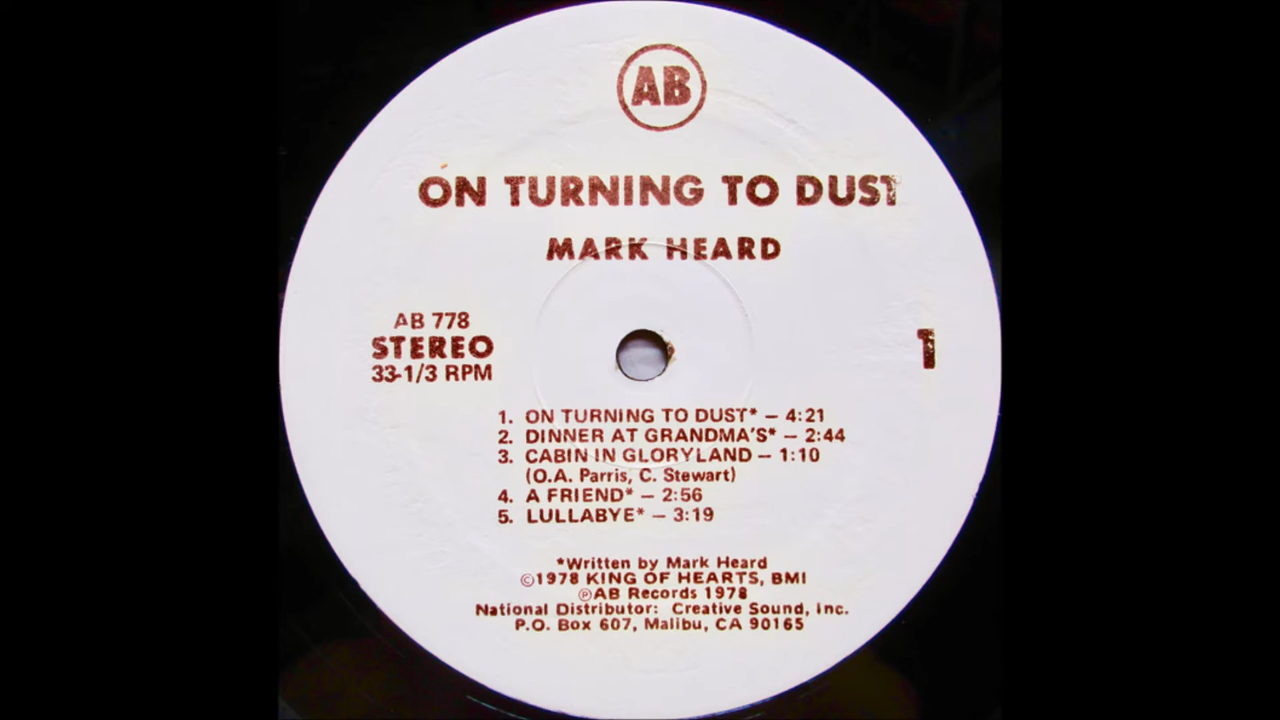 AB
ON TURNING TO DUST
MARK HEARD
AB 778
STEREO
33-1/3 RPM
1
1. ON TURNING TO DUST* – 4:21
2. DINNER AT GRANDMA'S* – 2:44
3. CABIN IN GLORYLAND – 1:10
(O.A. Parris, C. Stewart)
4. A FRIEND* – 2:56
5. LULLABYE* – 3:19
*Written by Mark Heard
©1978 KING OF HEARTS, BMI
℗AB Records 1978
National Distributor: Creative Sound, Inc.
P.O. Box 607, Malibu, CA 90165